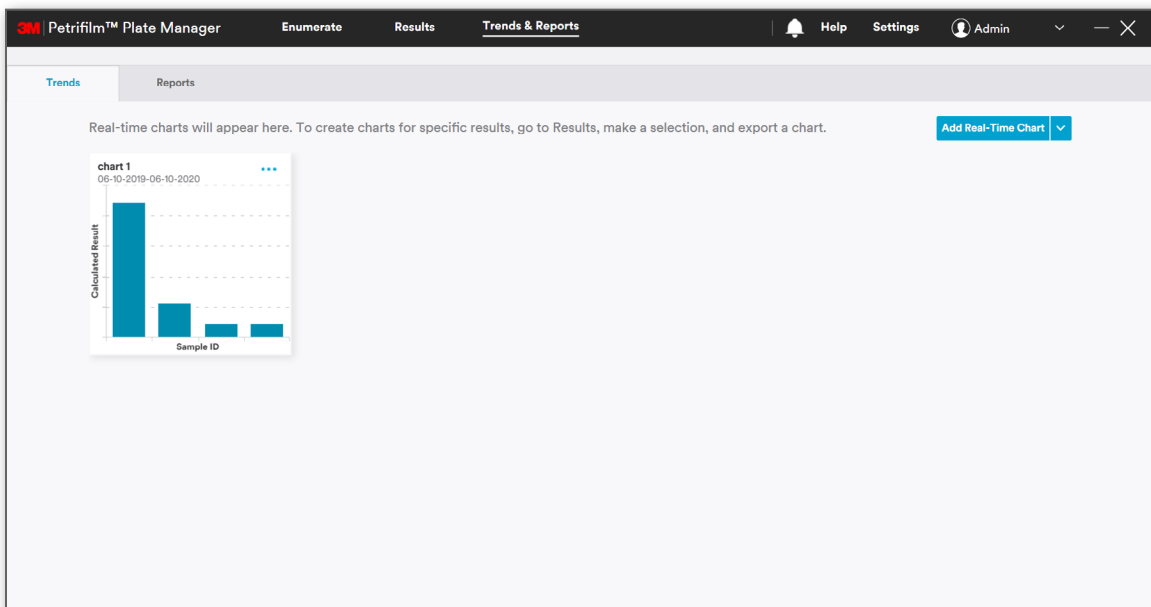 3M Petrifilm™ Plate Manager Enumerate Results Trends & Reports Help Settings Admin
Trends Reports
Real-time charts will appear here. To create charts for specific results, go to Results, make a selection, and export a chart. Add Real-Time Chart
chart 1
06-10-2019-06-10-2020
Calculated Result
Sample ID